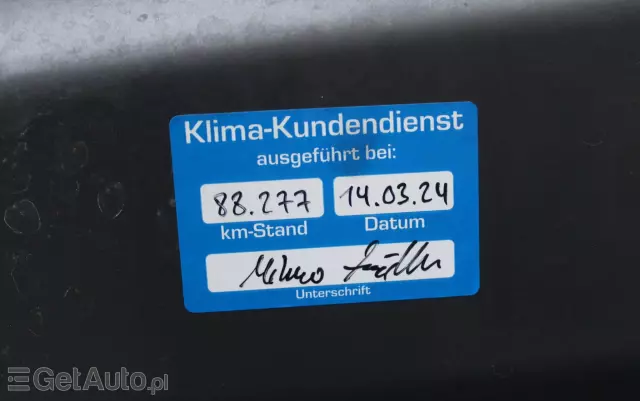 Klima-Kundendienst
ausgeführt bei:
88.277 14.03.24
km-Stand Datum
Unterschrift
GetAuto.pl